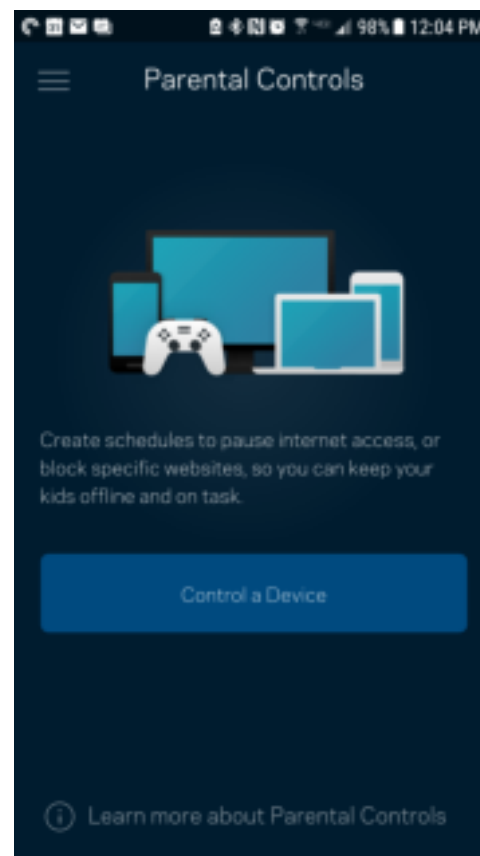 98% 12:04 PM
Parental Controls
Create schedules to pause internet access, or
block specific websites, so you can keep your
kids offline and on task.
Control a Device
Learn more about Parental Controls